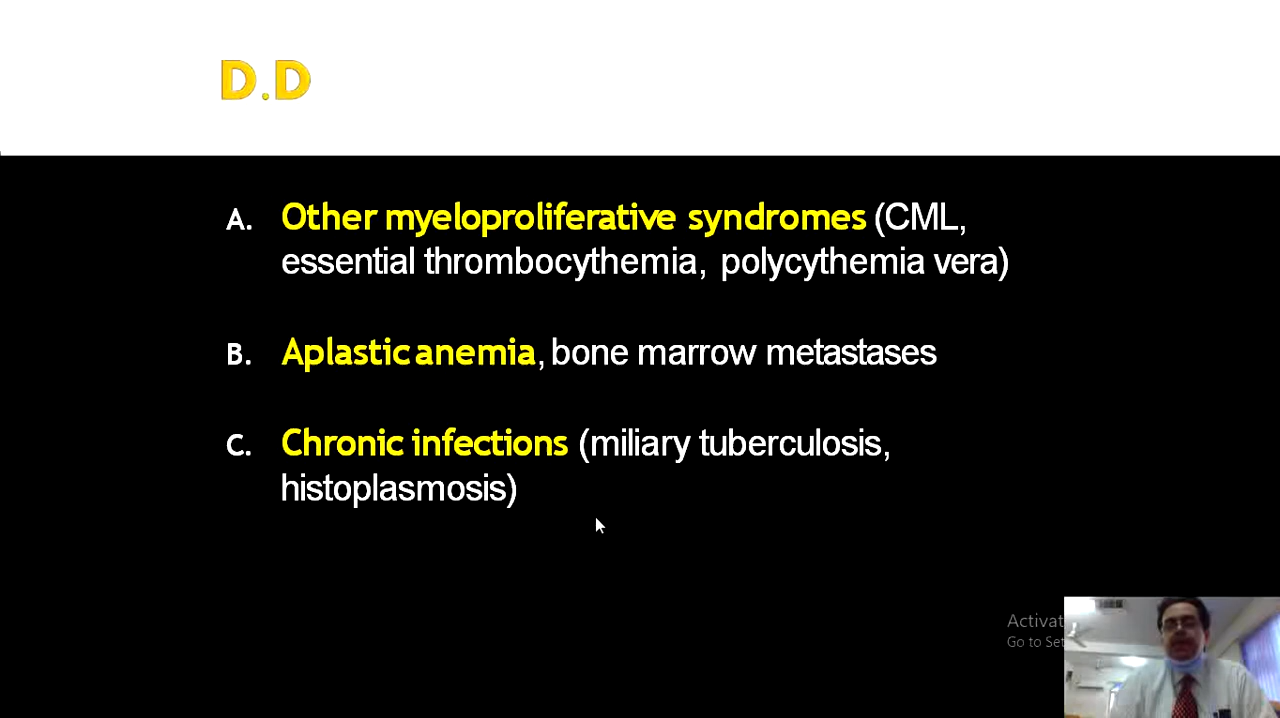 D.D
A. Other myeloproliferative syndromes (CML,
essential thrombocythemia, polycythemia vera)
B. Aplastic anemia, bone marrow metastases
C. Chronic infections (miliary tuberculosis,
histoplasmosis)
Activat
Go to Set